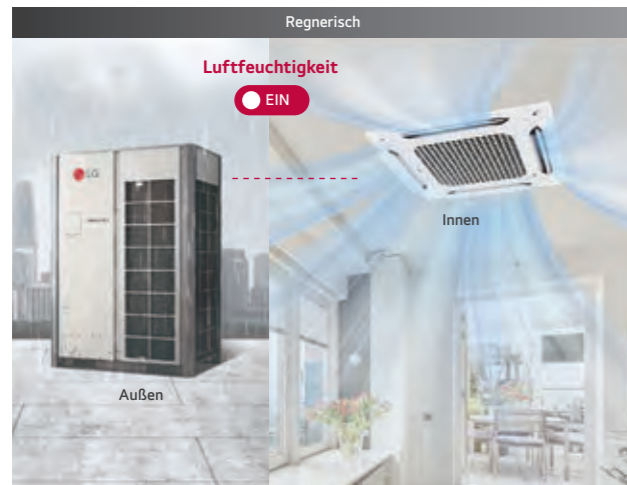 Regnerisch
Luftfeuchtigkeit
EIN
LG
Innen
Außen